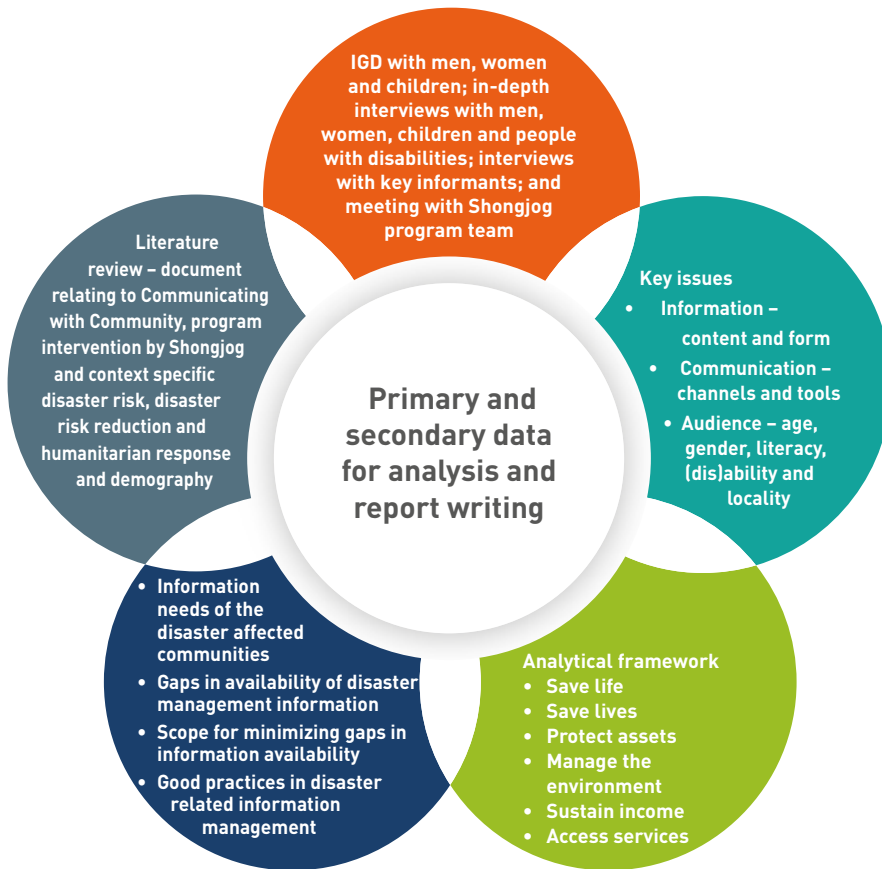 IGD with men, women
and children; in-depth
interviews with men,
women, children and people
with disabilities; interviews
with key informants; and
meeting with Shongjog
program team
Literature
review – document
relating to Communicating
with Community, program
intervention by Shongjog
and context specific
disaster risk, disaster
risk reduction and
humanitarian response
and demography
Key issues
• Information –
content and form
• Communication –
channels and tools
• Audience – age,
gender, literacy,
(dis)ability and
locality
Primary and
secondary data
for analysis and
report writing
• Information
needs of the
disaster affected
communities
• Gaps in availability of disaster
management information
• Scope for minimizing gaps in
information availability
• Good practices in disaster
related information
management
Analytical framework
• Save life
• Save lives
• Protect assets
• Manage the
environment
• Sustain income
• Access services